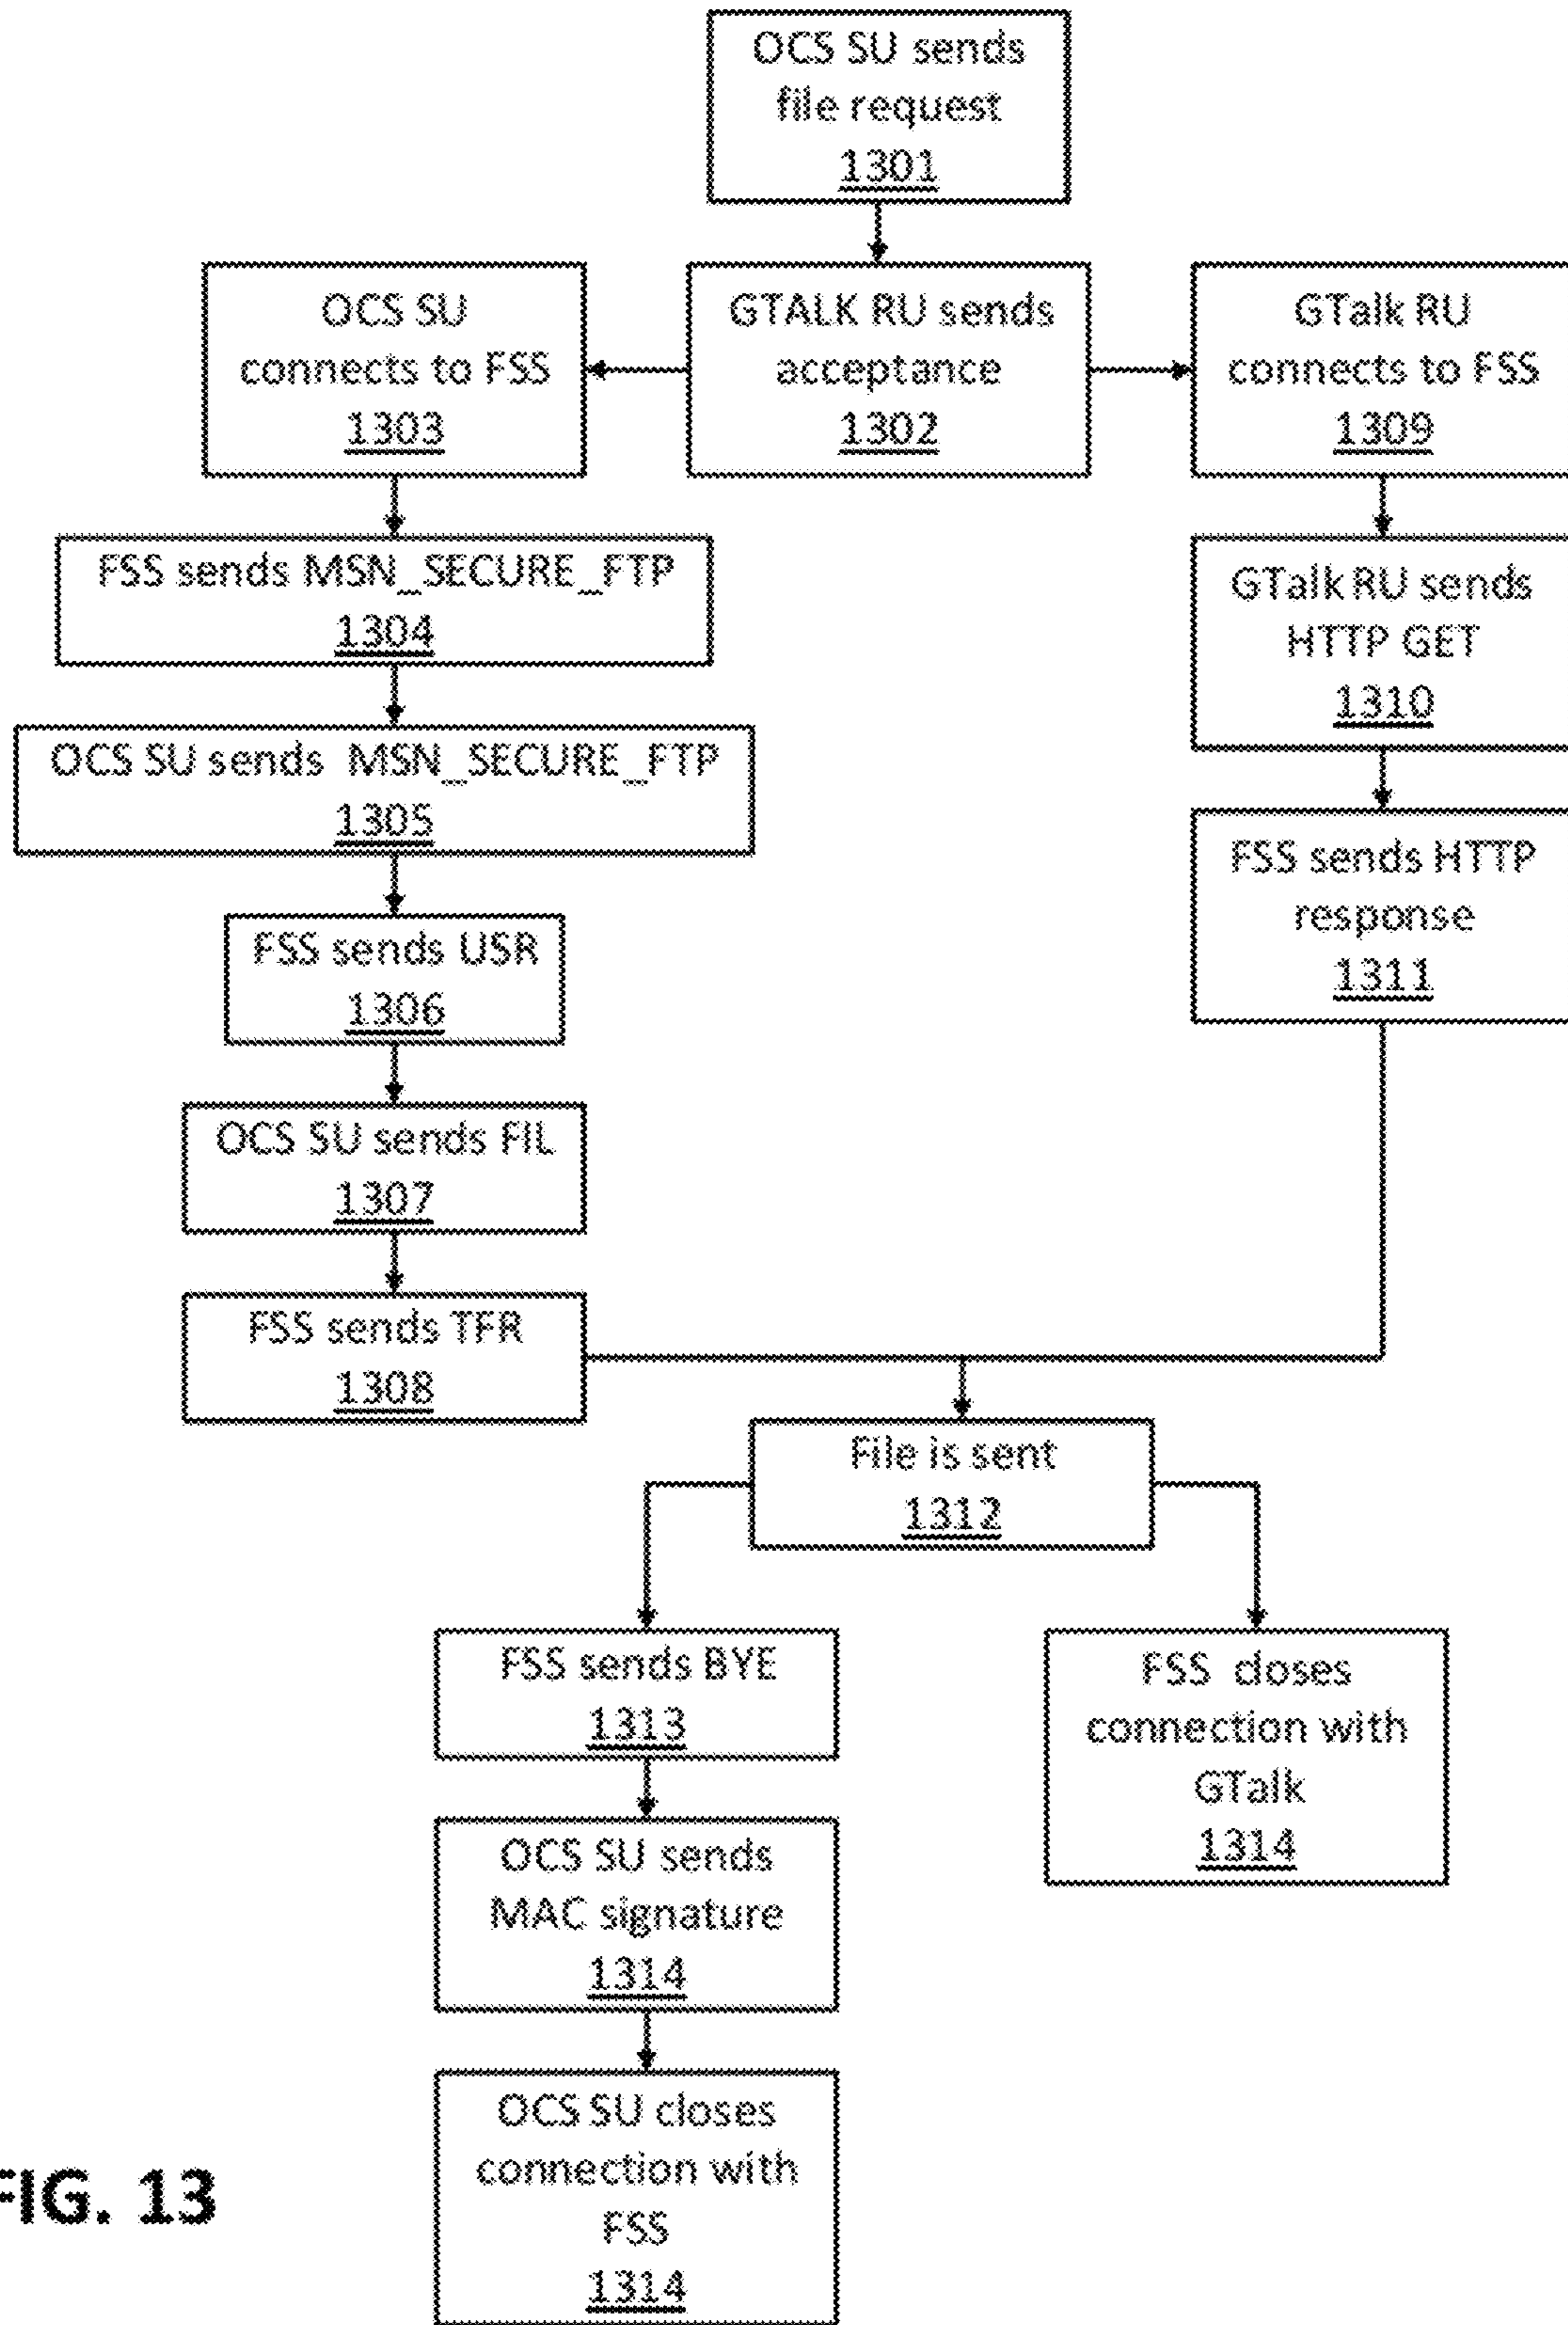 OCS SU sends
file request
1301
OCS SU
connects to FSS
1303
GTALK RU sends
acceptance
1302
GTalk RU
connects to FSS
1309
FSS sends MSN_SECURE_FTP
1304
OCS SU sends MSN_SECURE_FTP
1305
FSS sends USR
1306
OCS SU sends FIL
1307
FSS sends TFR
1308
GTalk RU sends
HTTP GET
1310
FSS sends HTTP
response
1311
File is sent
1312
FSS sends BYE
1313
OCS SU sends
MAC signature
1314
OCS SU closes
connection with
FSS
1314
FSS closes
connection with
GTalk
1314
FIG. 13